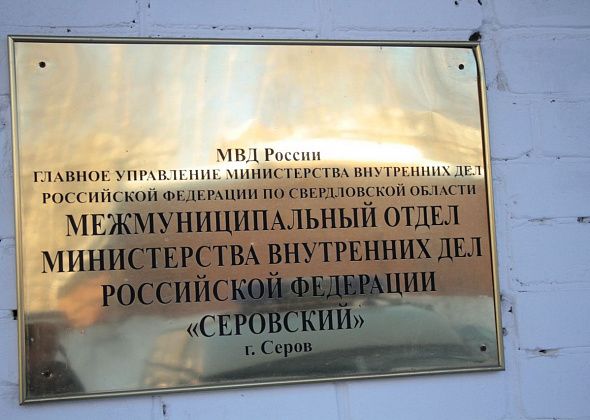 МВД России
ГЛАВНОЕ УПРАВЛЕНИЕ МИНИСТЕРСТВА ВНУТРЕННИХ ДЕЛ
РОССИЙСКОЙ ФЕДЕРАЦИИ ПО СВЕРДЛОВСКОЙ ОБЛАСТИ
МЕЖМУНИЦИПАЛЬНЫЙ ОТДЕЛ
МИНИСТЕРСТВА ВНУТРЕННИХ ДЕЛ
РОССИЙСКОЙ ФЕДЕРАЦИИ
«СЕРОВСКИЙ»
г. Серов